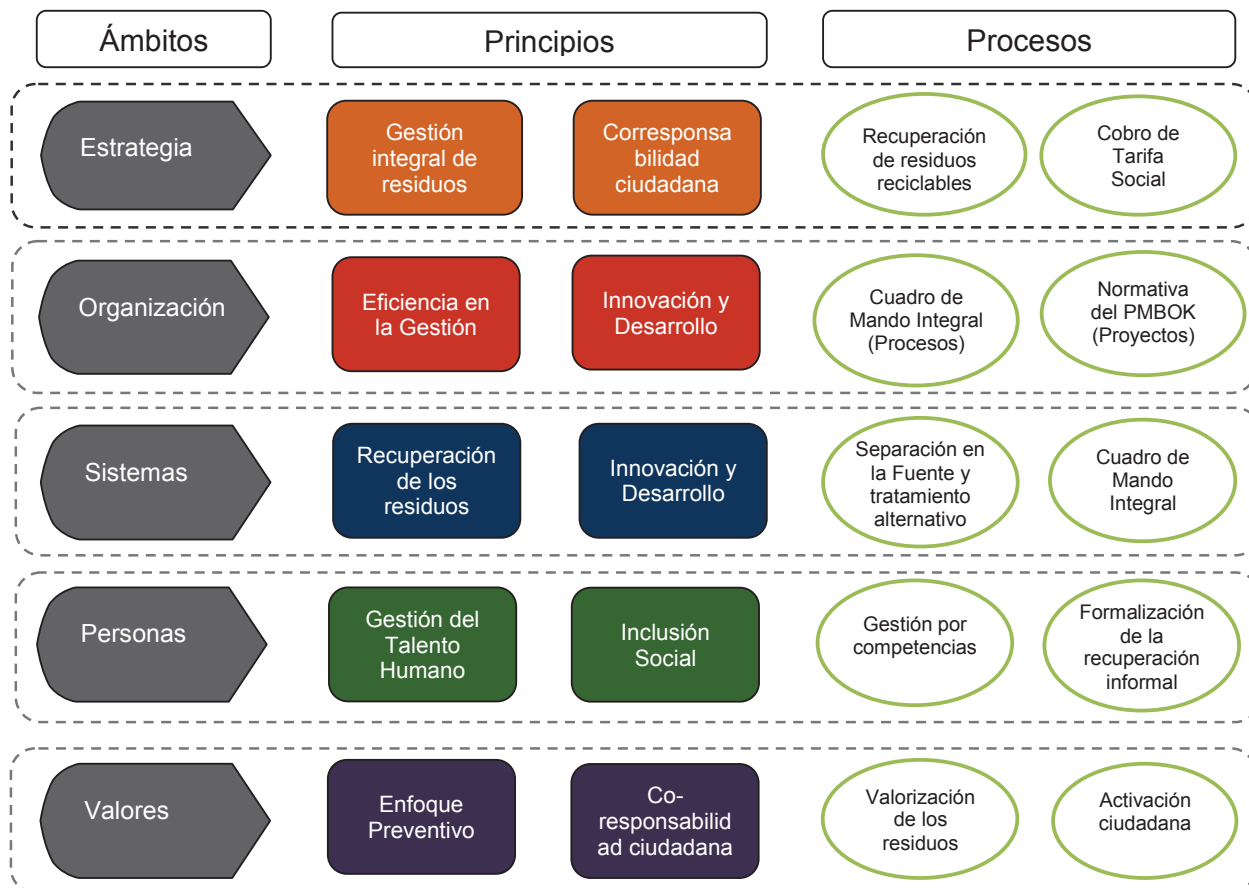 Ámbitos
Principios
Procesos
Estrategia
Gestión
integral de
residuos
Corresponsa
bilidad
ciudadana
Recuperación
de residuos
reciclables
Cobro de
Tarifa
Social
Organización
Eficiencia en
la Gestión
Innovación y
Desarrollo
Cuadro de
Mando Integral
(Procesos)
Normativa
del PMBOK
(Proyectos)
Sistemas
Recuperación
de los
residuos
Innovación y
Desarrollo
Separación en
la Fuente y
tratamiento
alternativo
Cuadro de
Mando
Integral
Personas
Gestión del
Talento
Humano
Inclusión
Social
Gestión por
competencias
Formalización
de la
recuperación
informal
Valores
Enfoque
Preventivo
Co-
responsabilid
ad ciudadana
Valorización
de los
residuos
Activación
ciudadana